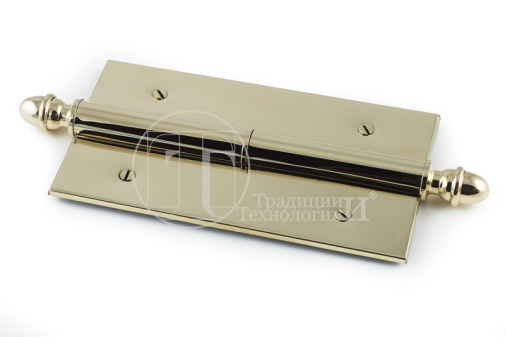 Т
Традиции
Технологии
И